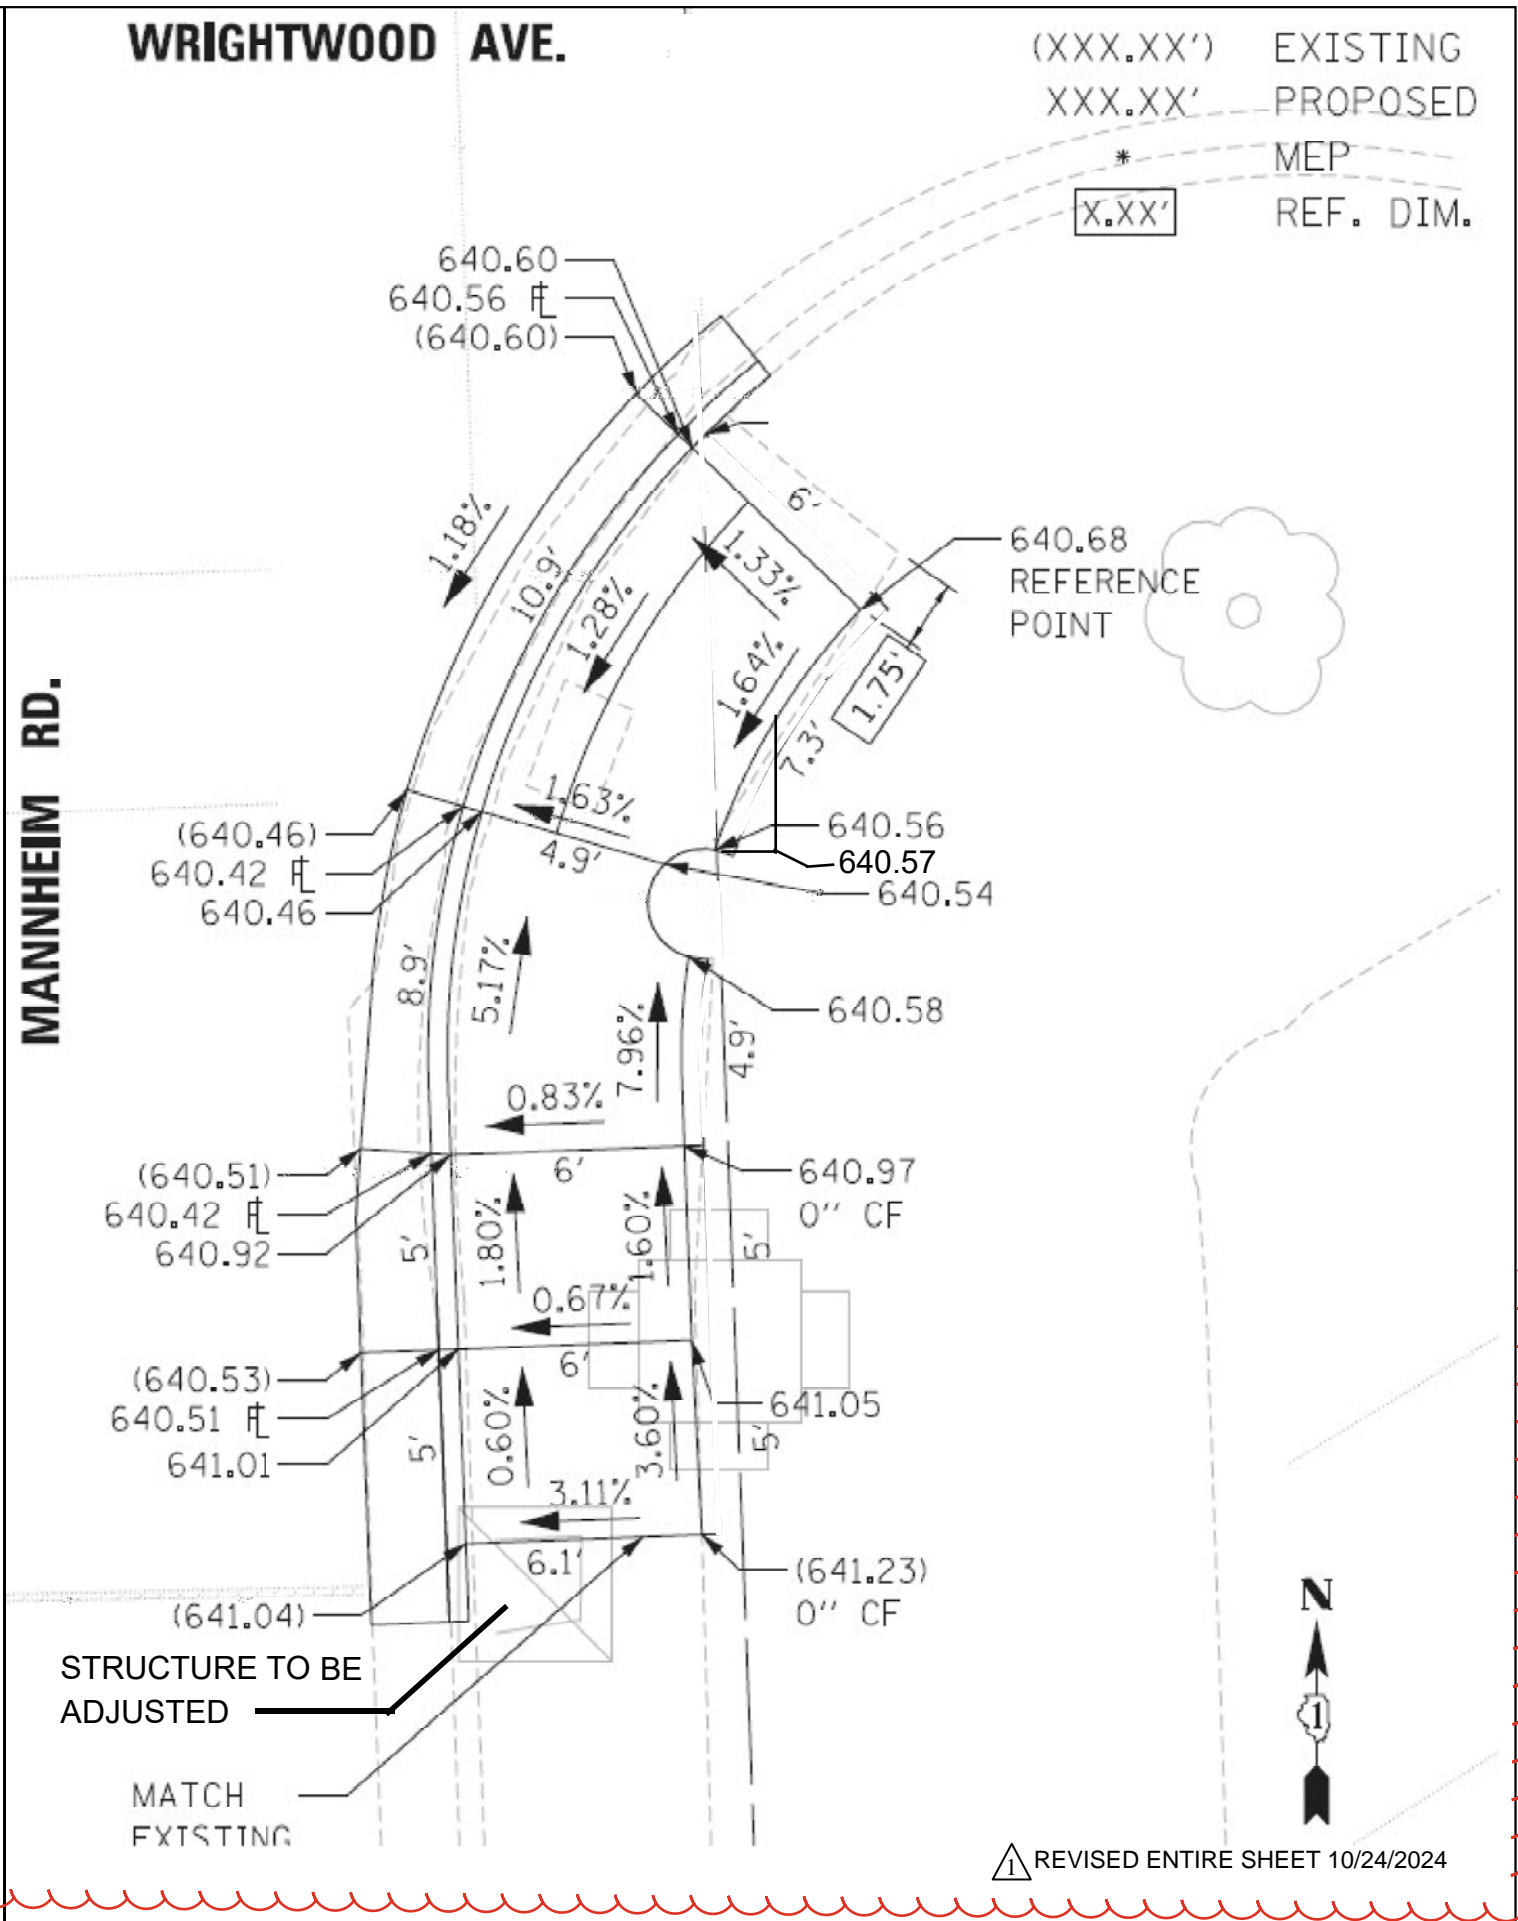 WRIGHTWOOD AVE.
(XXX.XX') EXISTING
XXX.XX' PROPOSED
* MEP
X.XX' REF. DIM.
640.60
640.56 FL
(640.60)
6'
1.18%
10.9'
1.28%
1.33%
1.64%
640.68
REFERENCE
POINT
1.75'
7.3'
MANNHEIM RD.
1.63%
4.9'
(640.46)
640.42 FL
640.46
640.56
640.57
640.54
8.9'
5.17%
7.96%
4.9'
640.58
0.83%
6'
(640.51)
640.42 FL
640.92
640.97
0'' CF
5'
1.80%
1.60%
5'
0.67%
6'
(640.53)
640.51 FL
641.01
641.05
5'
0.60%
3.60%
5'
3.11%
6.1'
(641.04)
(641.23)
0'' CF
STRUCTURE TO BE
ADJUSTED
MATCH
EXISTING
N
1
1 REVISED ENTIRE SHEET 10/24/2024